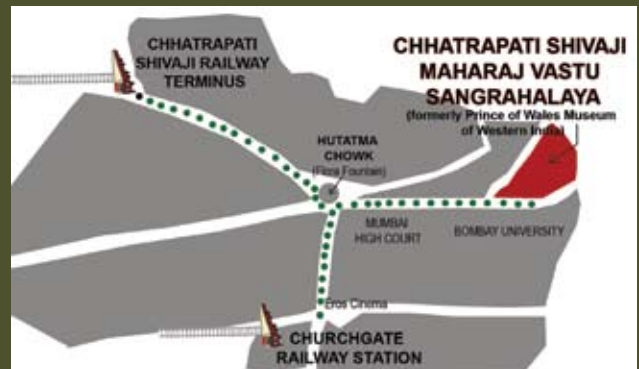 CHHATRAPATI
SHIVAJI RAILWAY
TERMINUS
CHHATRAPATI SHIVAJI
MAHARAJ VASTU
SANGRAHALAYA
(formerly Prince of Wales Museum
of Western India)
HUTATMA
CHOWK
(Flora Fountain)
MUMBAI
HIGH COURT
BOMBAY UNIVERSITY
Eros Cinema
CHURCHGATE
RAILWAY STATION